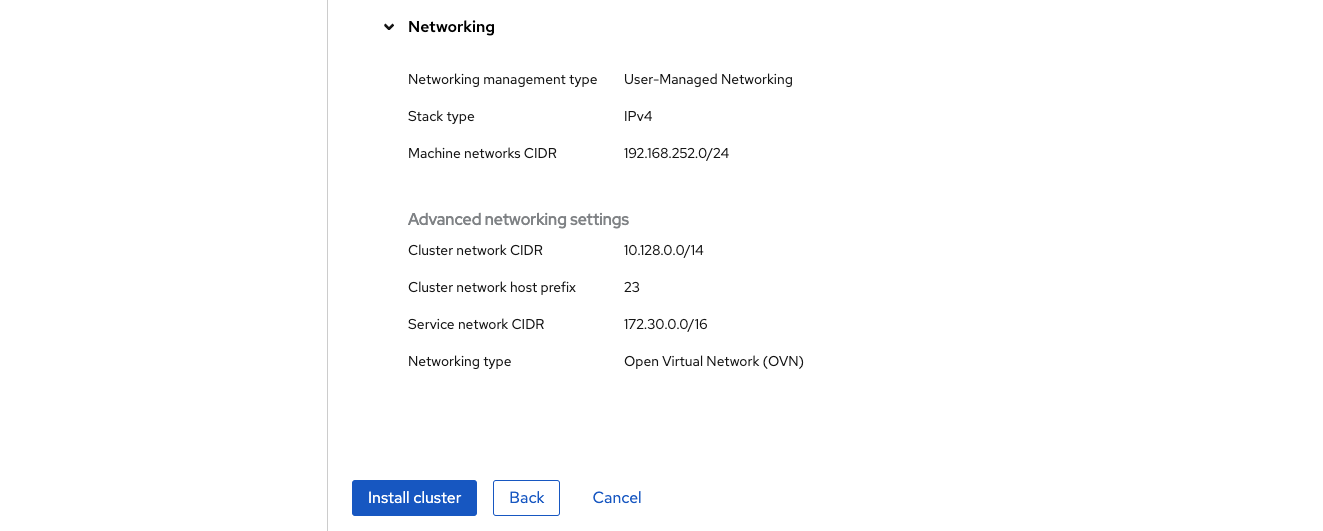 Networking
Networking management type User-Managed Networking
Stack type IPv4
Machine networks CIDR 192.168.252.0/24
Advanced networking settings
Cluster network CIDR 10.128.0.0/14
Cluster network host prefix 23
Service network CIDR 172.30.0.0/16
Networking type Open Virtual Network (OVN)
Install cluster Back Cancel